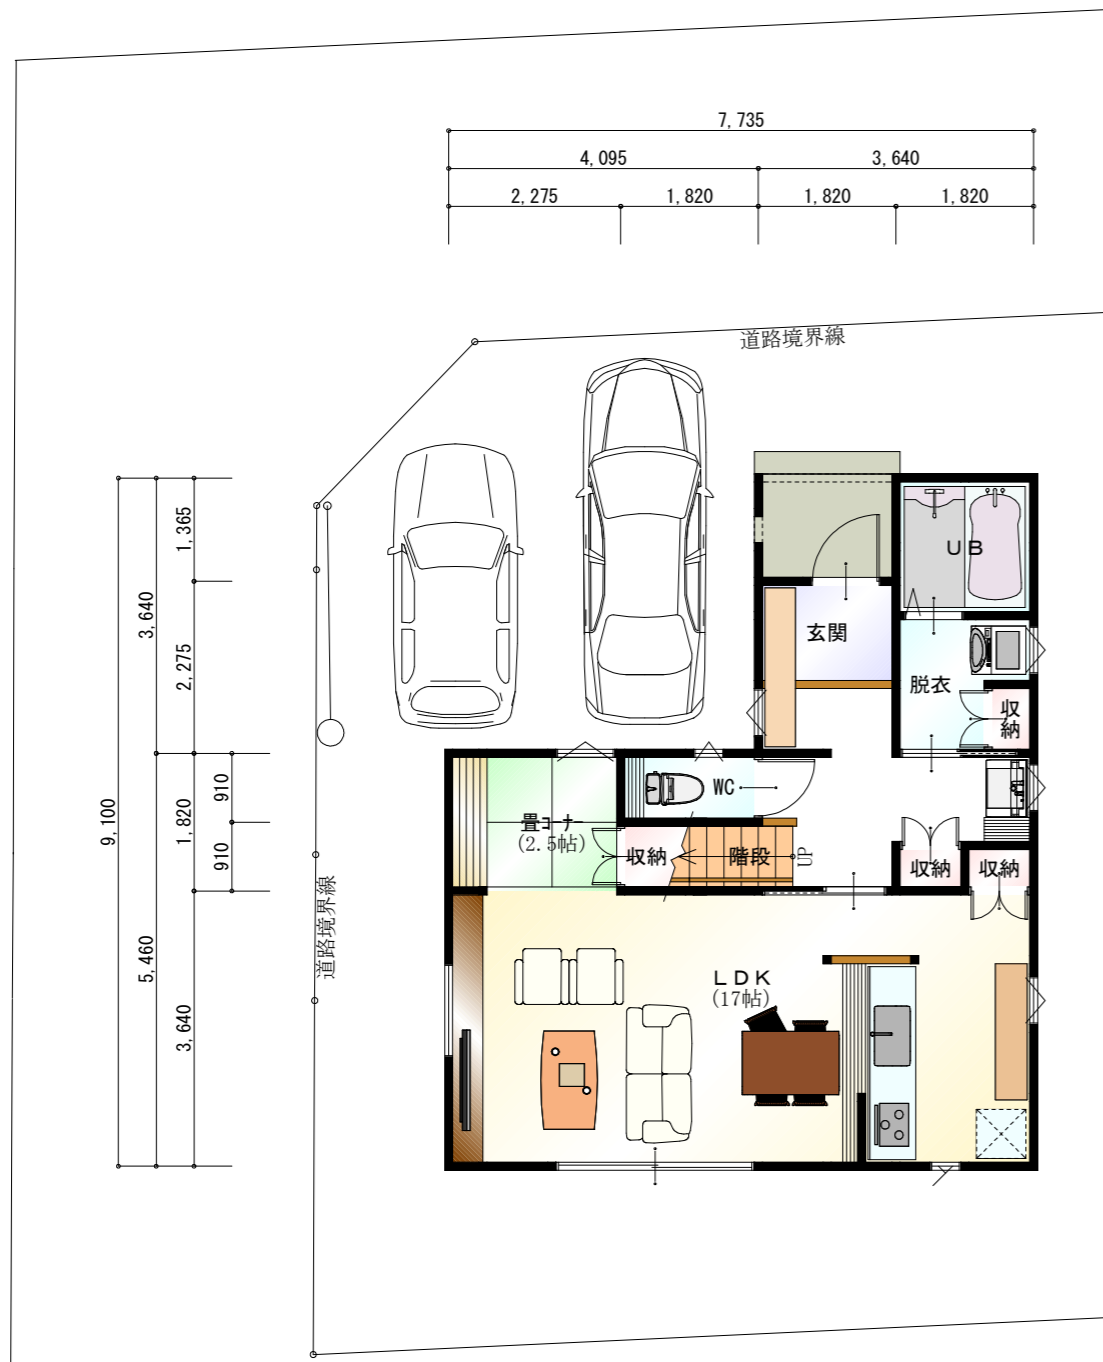 7,735
4,095
3,640
2,275
1,820
1,820
1,820
道路境界線
9,100
3,640
5,460
1,365
2,275
1,820
3,640
910
910
道路境界線
UB
玄関
脱衣
収納
WC
畳コーナー
(2.5帖)
収納
階段
UP
収納
収納
LDK
(17帖)